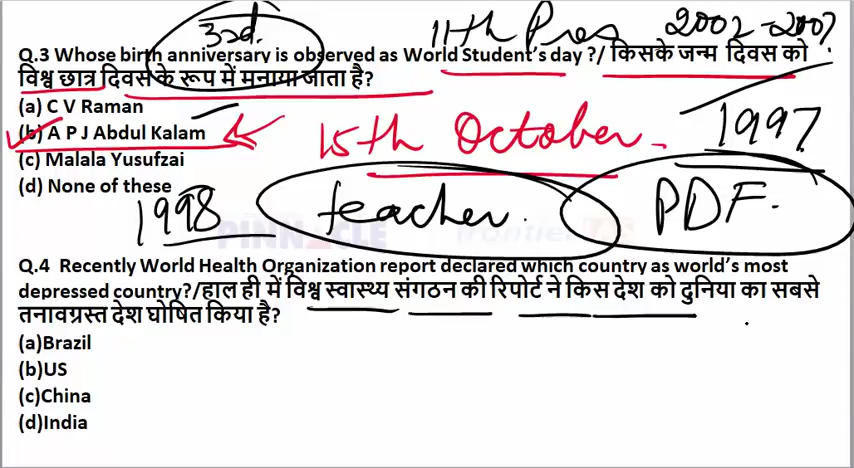 3rd. 11th Pres 2002-2007
Q.3 Whose birth anniversary is observed as World Student's day ?/ किसके जन्म दिवस को
विश्व छात्र दिवस के रूप में मनाया जाता है?
(a) C V Raman
(b) A P J Abdul Kalam
15th October.
1997
(c) Malala Yusufzai
(d) None of these
1998 teacher. PDF.
PINNACLE
Q.4 Recently World Health Organization report declared which country as world's most
depressed country?/हाल ही में विश्व स्वास्थ्य संगठन की रिपोर्ट ने किस देश को दुनिया का सबसे
तनावग्रस्त देश घोषित किया है?
(a)Brazil
(b)US
(c)China
(d)India